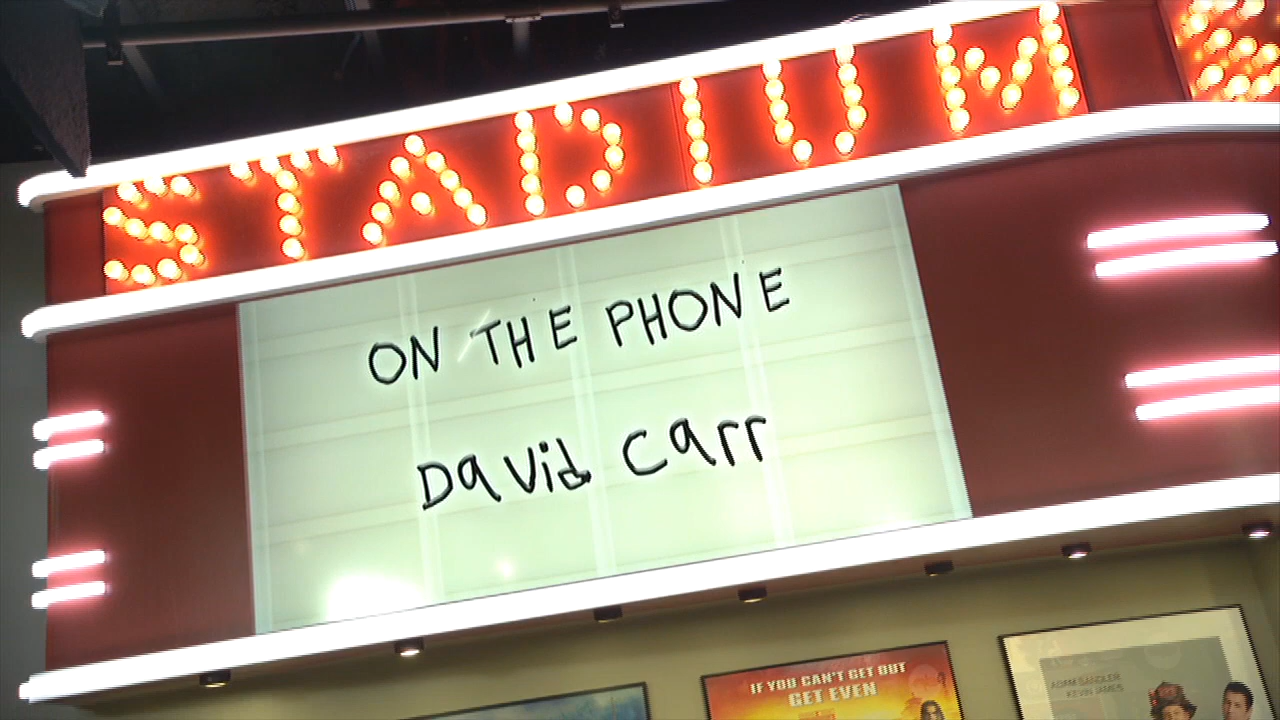 STADIUM
ON THE PHONE
David Carr
IF YOU CAN'T GET OUT
GET EVEN
ADAM SANDLER
KEVIN JAMES